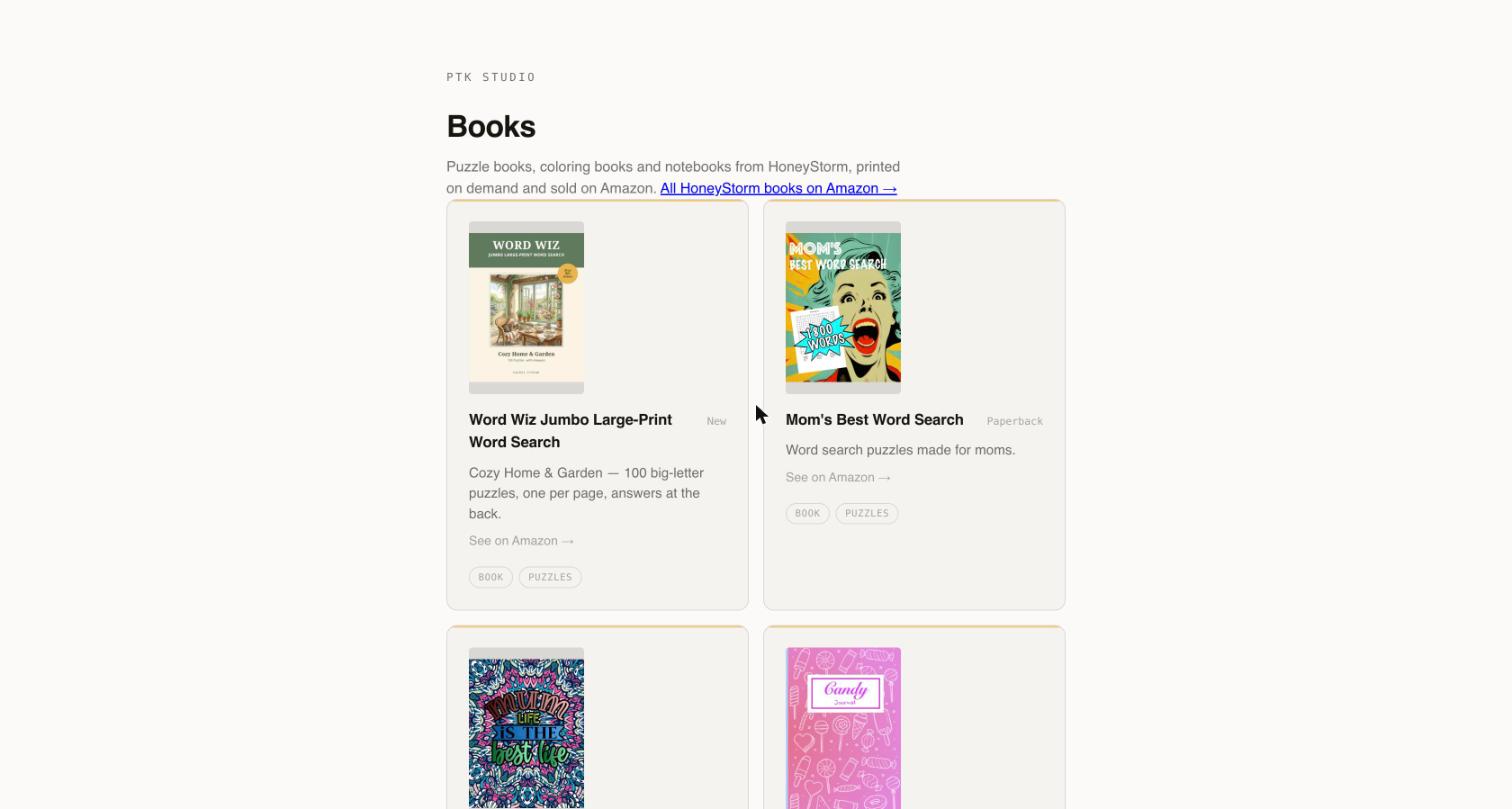 PTK STUDIO
Books
Puzzle books, coloring books and notebooks from HoneyStorm, printed
on demand and sold on Amazon. All HoneyStorm books on Amazon →
WORD WIZ
JUMBO LARGE-PRINT WORD SEARCH
Cozy Home & Garden
Word Wiz Jumbo Large-Print
Word Search
New
Cozy Home & Garden — 100 big-letter
puzzles, one per page, answers at the
back.
See on Amazon →
BOOK
PUZZLES
MOM'S
BEST WORD SEARCH
1300
WORDS
Mom's Best Word Search
Paperback
Word search puzzles made for moms.
See on Amazon →
BOOK
PUZZLES
LIFE
IS THE
best life
Candy
Journal